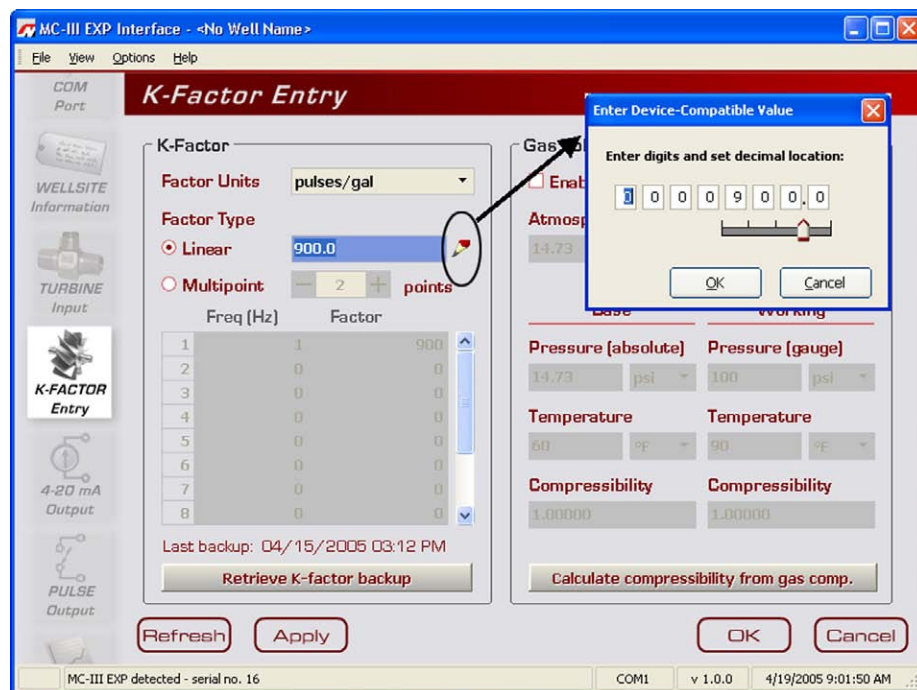 MC-III EXP Interface - <No Well Name>
File View Options Help
COM
Port
WELLSITE
Information
TURBINE
Input
K-FACTOR
Entry
4-20 mA
Output
PULSE
Output
K-Factor Entry
K-Factor
Factor Units pulses/gal
Factor Type
Linear 900.0
Multipoint 2 points
Freq (Hz) Factor
1 1 900
2 0 0
3 0 0
4 0 0
5 0 0
6 0 0
7 0 0
8 0 0
Last backup: 04/15/2005 03:12 PM
Retrieve K-factor backup
Enter Device-Compatible Value
Enter digits and set decimal location:
0 0 0 0 9 0 0 . 0
OK Cancel
Gas
14.73
Base Working
Pressure (absolute) Pressure (gauge)
14.73 psi 100 psi
Temperature Temperature
60 °F 90 °F
Compressibility Compressibility
1.00000 1.00000
Calculate compressibility from gas comp.
Refresh Apply OK Cancel
MC-III EXP detected - serial no. 16 COM1 v 1.0.0 4/19/2005 9:01:50 AM